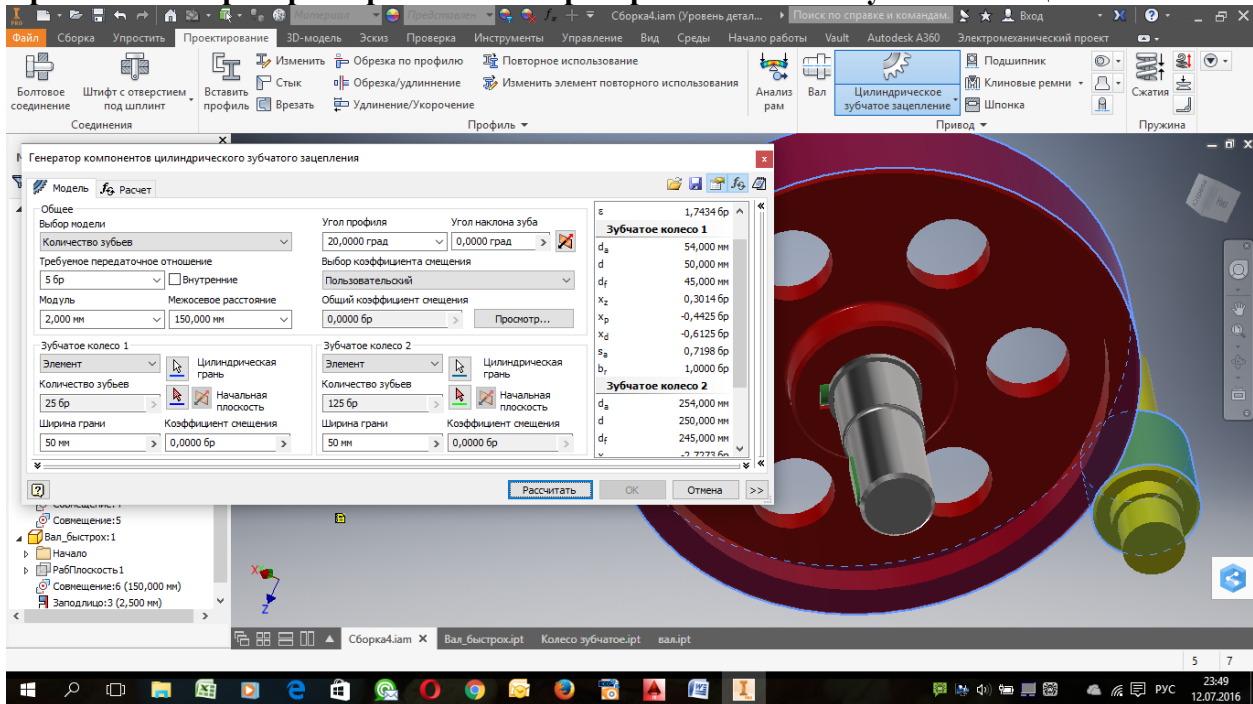 Материал
Представлен
Сборка4.iam (Уровень детал...
Поиск по справке и командам.
Вход
PRO
Файл Сборка Упростить Проектирование 3D-модель Эскиз Проверка Инструменты Управление Вид Среды Начало работы Vault Autodesk A360 Электромеханический проект
Болтовое соединение
Штифт с отверстием под шплинт
Вставить профиль
Изменить
Стык
Врезать
Обрезка по профилю
Обрезка/удлиннение
Удлинение/Укорочение
Повторное использование
Изменить элемент повторного использования
Анализ рам
Вал
Цилиндрическое зубчатое зацепление
Подшипник
Клиновые ремни
Шпонка
Сжатия
Соединения
Профиль
Привод
Пружина
Генератор компонентов цилиндрического зубчатого зацепления
Модель
Расчет
Общее
Выбор модели
Количество зубьев
Угол профиля
Угол наклона зуба
20,0000 град
0,0000 град
Требуемое передаточное отношение
5 бр
Внутренние
Выбор коэффициента смещения
Пользовательский
Модуль
Межосевое расстояние
2,000 мм
150,000 мм
Общий коэффициент смещения
0,0000 бр
Просмотр...
Зубчатое колесо 1
Элемент
Цилиндрическая грань
Количество зубьев
25 бр
Начальная плоскость
Ширина грани
Коэффициент смещения
50 мм
0,0000 бр
Зубчатое колесо 2
Элемент
Цилиндрическая грань
Количество зубьев
125 бр
Начальная плоскость
Ширина грани
Коэффициент смещения
50 мм
0,0000 бр
ε 1,7434 бр
Зубчатое колесо 1
da 54,000 мм
d 50,000 мм
df 45,000 мм
xz 0,3014 бр
xp -0,4425 бр
xd -0,6125 бр
sa 0,7198 бр
br 1,0000 бр
Зубчатое колесо 2
da 254,000 мм
d 250,000 мм
df 245,000 мм
-2,7273 бр
Рассчитать
OK
Отмена
>>
Совмещение:5
Вал_быстрох:1
Начало
РабПлоскость1
Совмещение:6 (150,000 мм)
Заподлицо:3 (2,500 мм)
X
Z
Сборка4.iam
Вал_быстрох.ipt
Колесо зубчатое.ipt
вал.ipt
5 7
РУС
23:49
12.07.2016